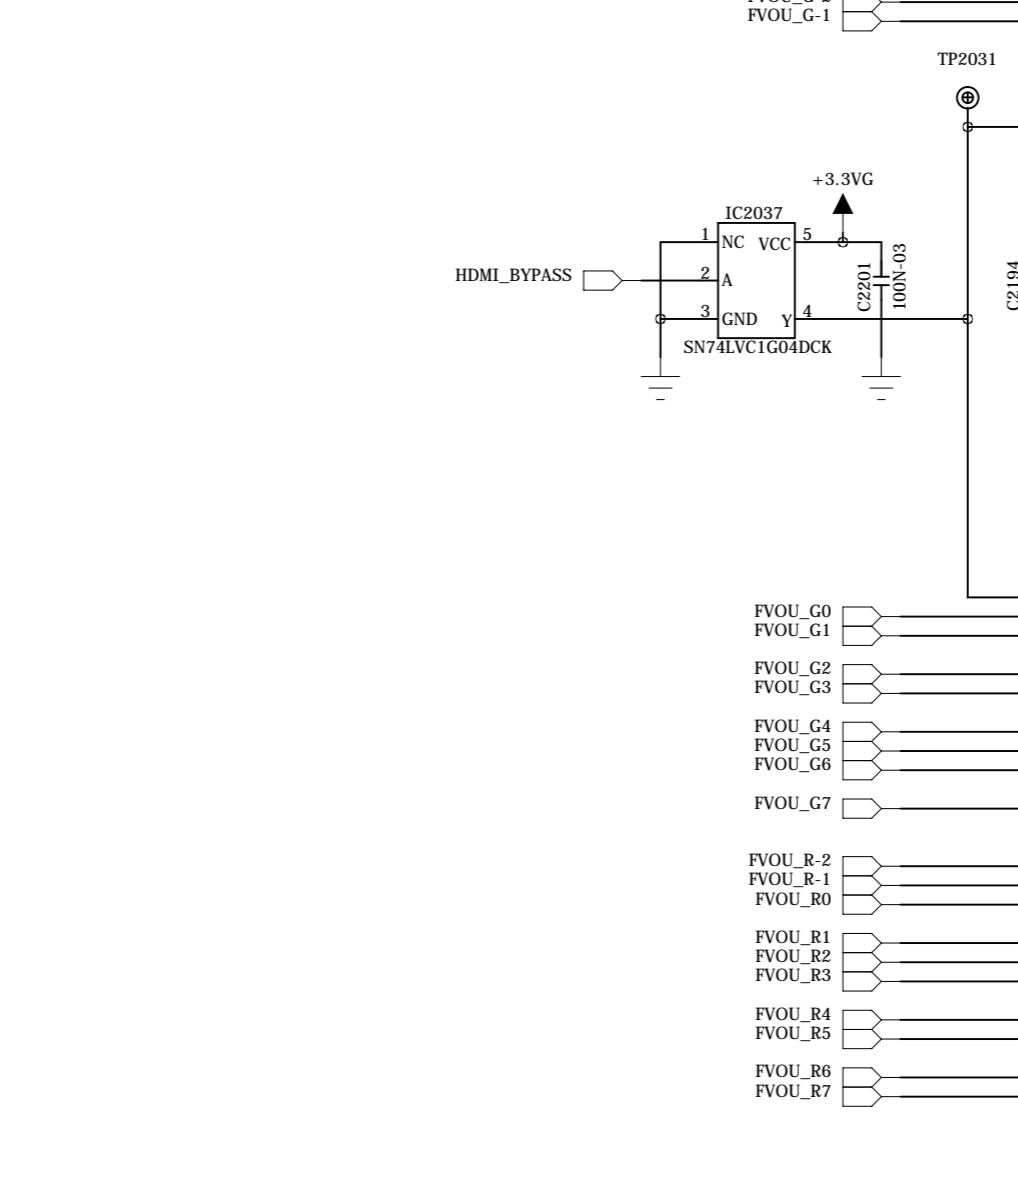 FVOU_G-2
FVOU_G-1
TP2031
+3.3VG
IC2037
1 NC VCC 5
HDMI_BYPASS 2 A
3 GND Y 4
SN74LVC1G04DCK
C2201
100N-03
C2194
FVOU_G0
FVOU_G1
FVOU_G2
FVOU_G3
FVOU_G4
FVOU_G5
FVOU_G6
FVOU_G7
FVOU_R-2
FVOU_R-1
FVOU_R0
FVOU_R1
FVOU_R2
FVOU_R3
FVOU_R4
FVOU_R5
FVOU_R6
FVOU_R7